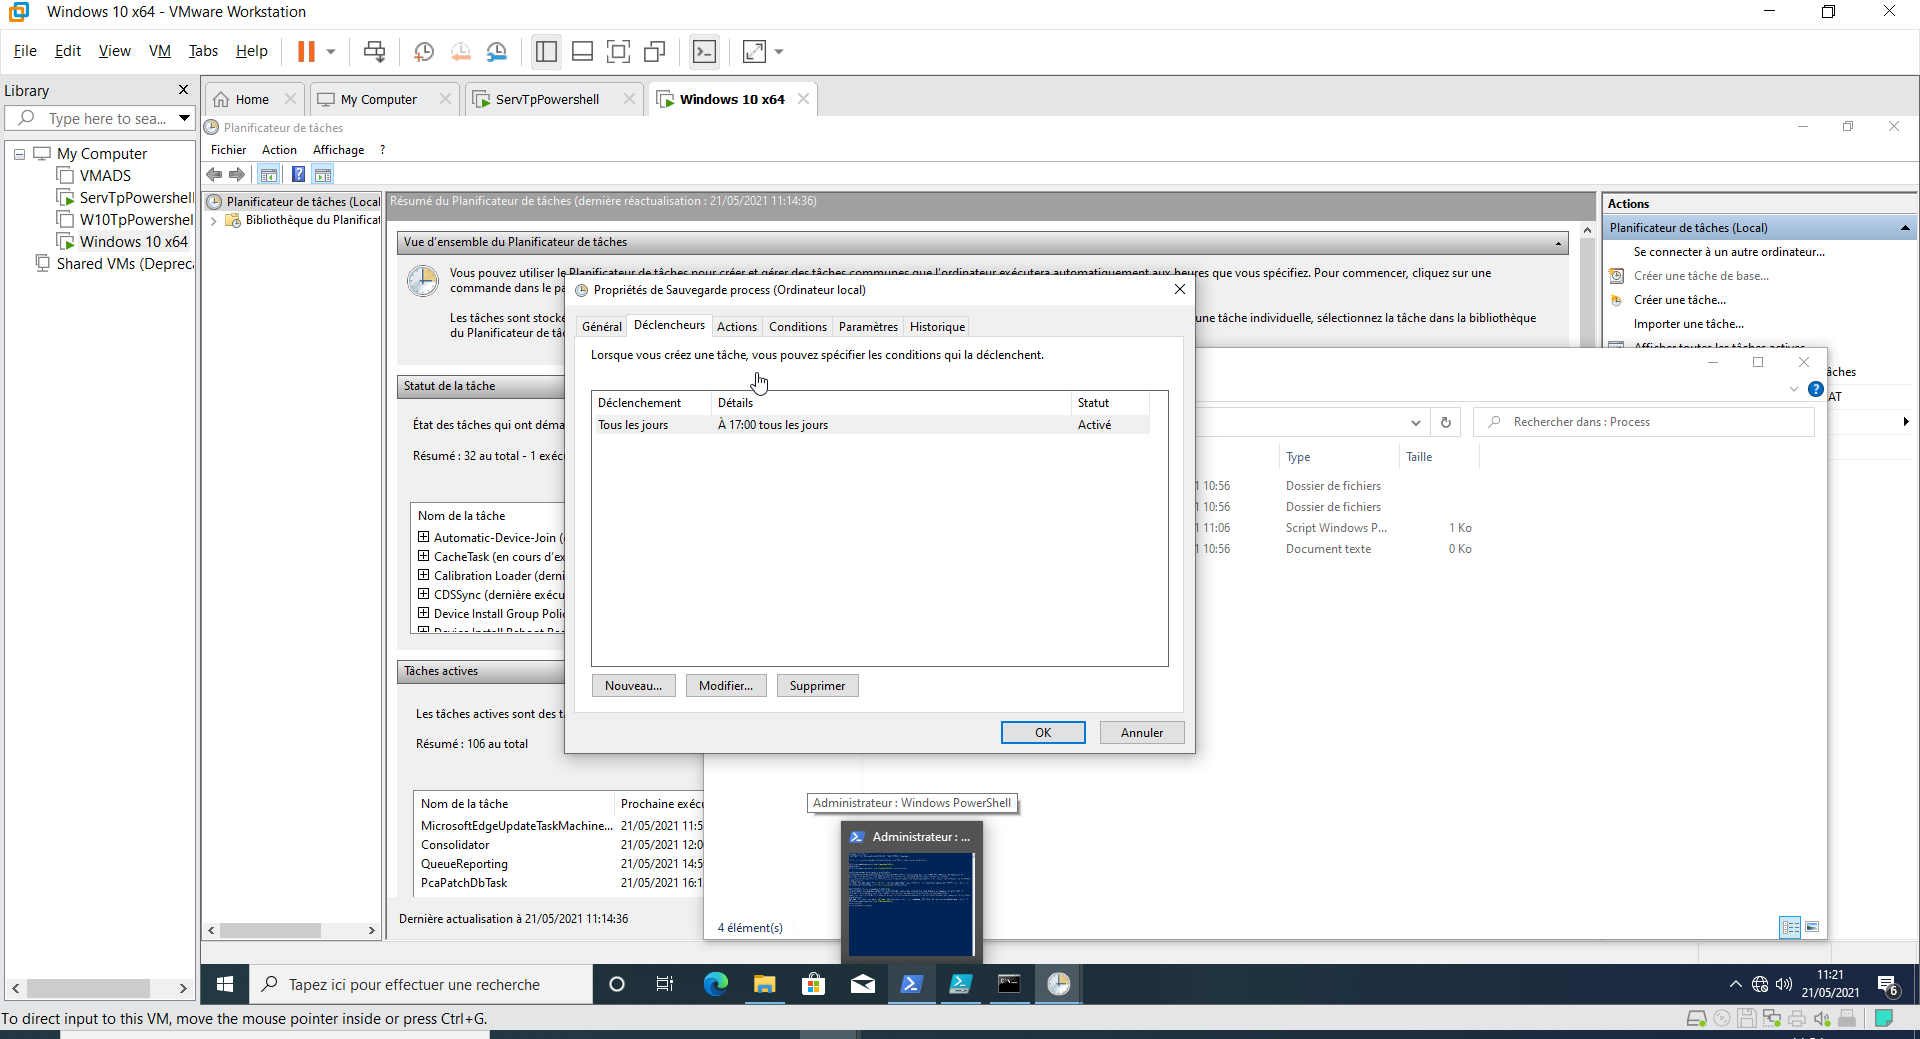 Windows 10 x64 - VMware Workstation
File Edit View VM Tabs Help
Library
Type here to sea...
My Computer
VMADS
ServTpPowershell
W10TpPowershel
Windows 10 x64
Shared VMs (Depreca
Home
My Computer
ServTpPowershell
Windows 10 x64
Planificateur de tâches
Fichier Action Affichage ?
Planificateur de tâches (Local
Bibliothèque du Planificat
Résumé du Planificateur de tâches (dernière réactualisation : 21/05/2021 11:14:36)
Vue d'ensemble du Planificateur de tâches
Vous pouvez utiliser le Planificateur de tâches pour créer et gérer des tâches communes que l'ordinateur exécutera automatiquement aux heures que vous spécifiez. Pour commencer, cliquez sur une
commande dans le
Les tâches sont stocké
une tâche individuelle, sélectionnez la tâche dans la bibliothèque
du Planificateur de tâ
Statut de la tâche
État des tâches qui ont déma
Résumé : 32 au total - 1 exéc
Nom de la tâche
Automatic-Device-Join (
CacheTask (en cours d'ex
Calibration Loader (derni
CDSSync (dernière exécu
Device Install Group Poli
Tâches actives
Les tâches actives sont des t
Résumé : 106 au total
Nom de la tâche Prochaine exécu
MicrosoftEdgeUpdateTaskMachine... 21/05/2021 11:5
Consolidator 21/05/2021 12:0
QueueReporting 21/05/2021 14:5
PcaPatchDbTask 21/05/2021 16:1
Dernière actualisation à 21/05/2021 11:14:36
Propriétés de Sauvegarde process (Ordinateur local)
Général Déclencheurs Actions Conditions Paramètres Historique
Lorsque vous créez une tâche, vous pouvez spécifier les conditions qui la déclenchent.
Déclenchement Détails Statut
Tous les jours À 17:00 tous les jours Activé
Nouveau... Modifier... Supprimer
OK Annuler
Actions
Planificateur de tâches (Local)
Se connecter à un autre ordinateur...
Créer une tâche de base...
Créer une tâche...
Importer une tâche...
Afficher toutes les tâches actives
âches
AT
Rechercher dans : Process
Type Taille
1 10:56 Dossier de fichiers
1 10:56 Dossier de fichiers
1 11:06 Script Windows P... 1 Ko
1 10:56 Document texte 0 Ko
4 élément(s)
Administrateur : Windows PowerShell
Administrateur : ...
Tapez ici pour effectuer une recherche
11:21
21/05/2021
6
To direct input to this VM, move the mouse pointer inside or press Ctrl+G.